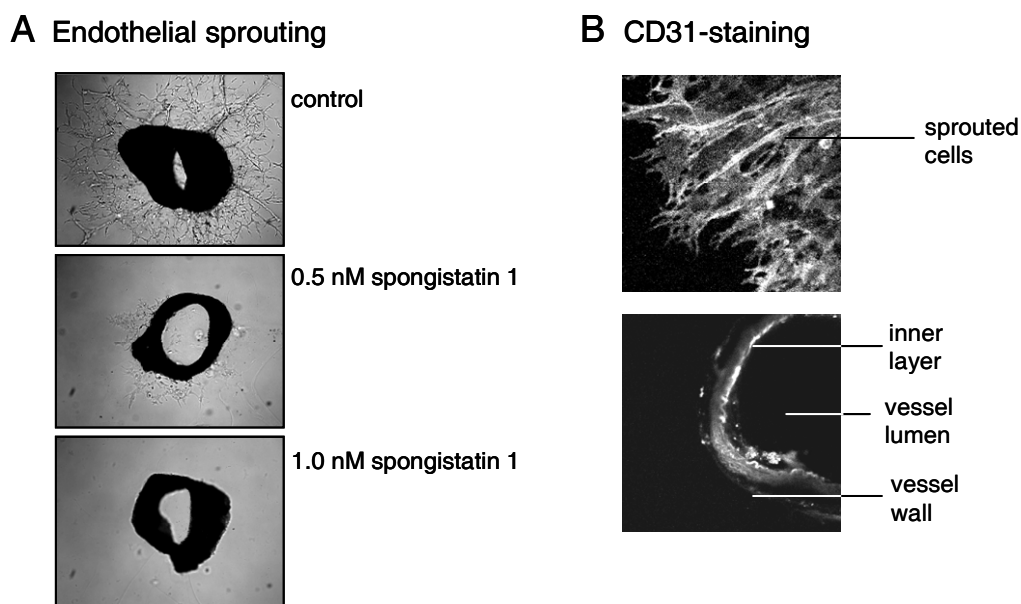 A Endothelial sprouting
control
0.5 nM spongistatin 1
1.0 nM spongistatin 1
B CD31-staining
sprouted
cells
inner
layer
vessel
lumen
vessel
wall